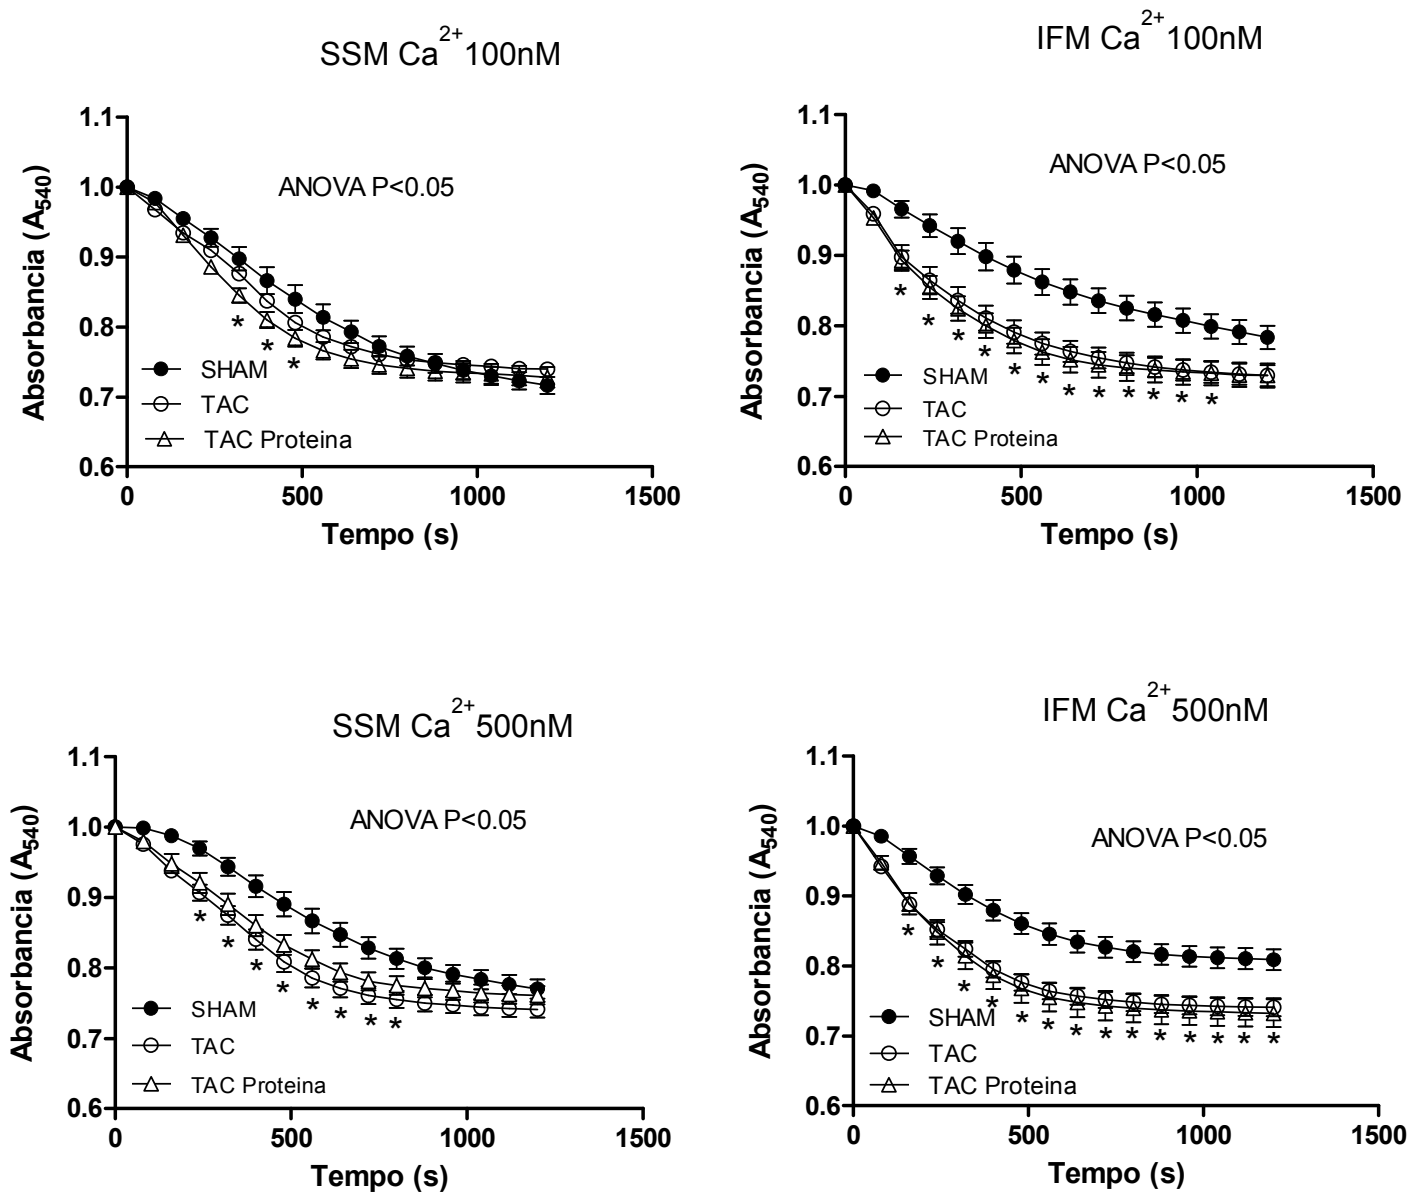 SSM Ca2+ 100nM
1.1
1.0
0.9
0.8
0.7
0.6
Absorbancia (A540)
ANOVA P<0.05
*
*
*
SHAM
TAC
TAC Proteina
0 500 1000 1500
Tempo (s)
IFM Ca2+ 100nM
1.1
1.0
0.9
0.8
0.7
0.6
Absorbancia (A540)
ANOVA P<0.05
* * * * * * * * * * * *
SHAM
TAC
TAC Proteina
0 500 1000 1500
Tempo (s)
SSM Ca2+ 500nM
1.1
1.0
0.9
0.8
0.7
0.6
Absorbancia (A540)
ANOVA P<0.05
* * * * * * * *
SHAM
TAC
TAC Proteina
0 500 1000 1500
Tempo (s)
IFM Ca2+ 500nM
1.1
1.0
0.9
0.8
0.7
0.6
Absorbancia (A540)
ANOVA P<0.05
* * * * * * * * * * * * * *
SHAM
TAC
TAC Proteina
0 500 1000 1500
Tempo (s)